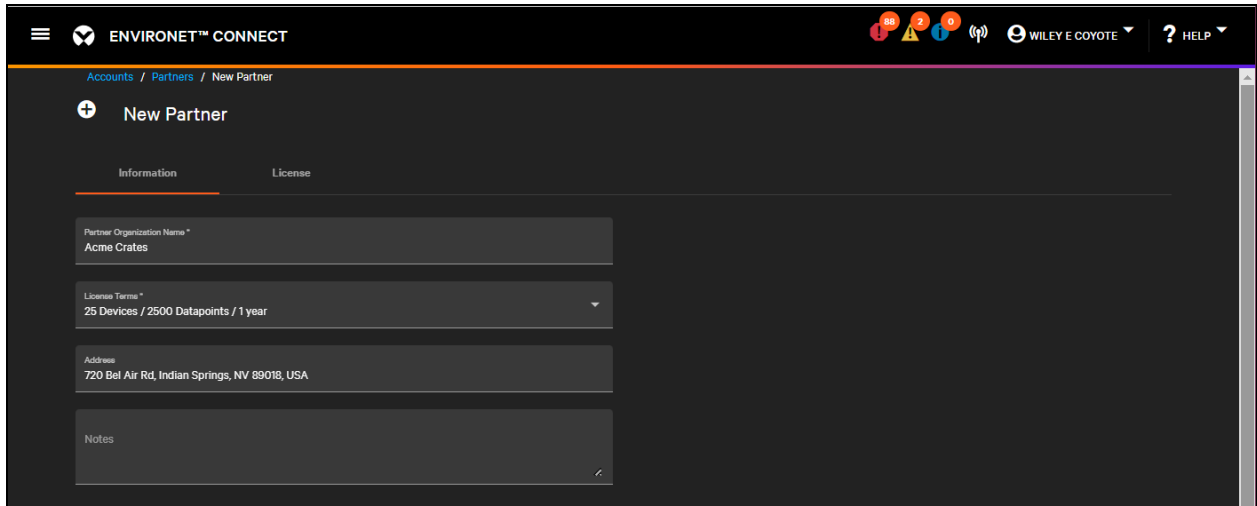 ENVIRONET™ CONNECT
88
2
0
WILEY E COYOTE
? HELP
Accounts / Partners / New Partner
New Partner
Information
License
Partner Organization Name *
Acme Crates
License Terms *
25 Devices / 2500 Datapoints / 1 year
Address
720 Bel Air Rd, Indian Springs, NV 89018, USA
Notes